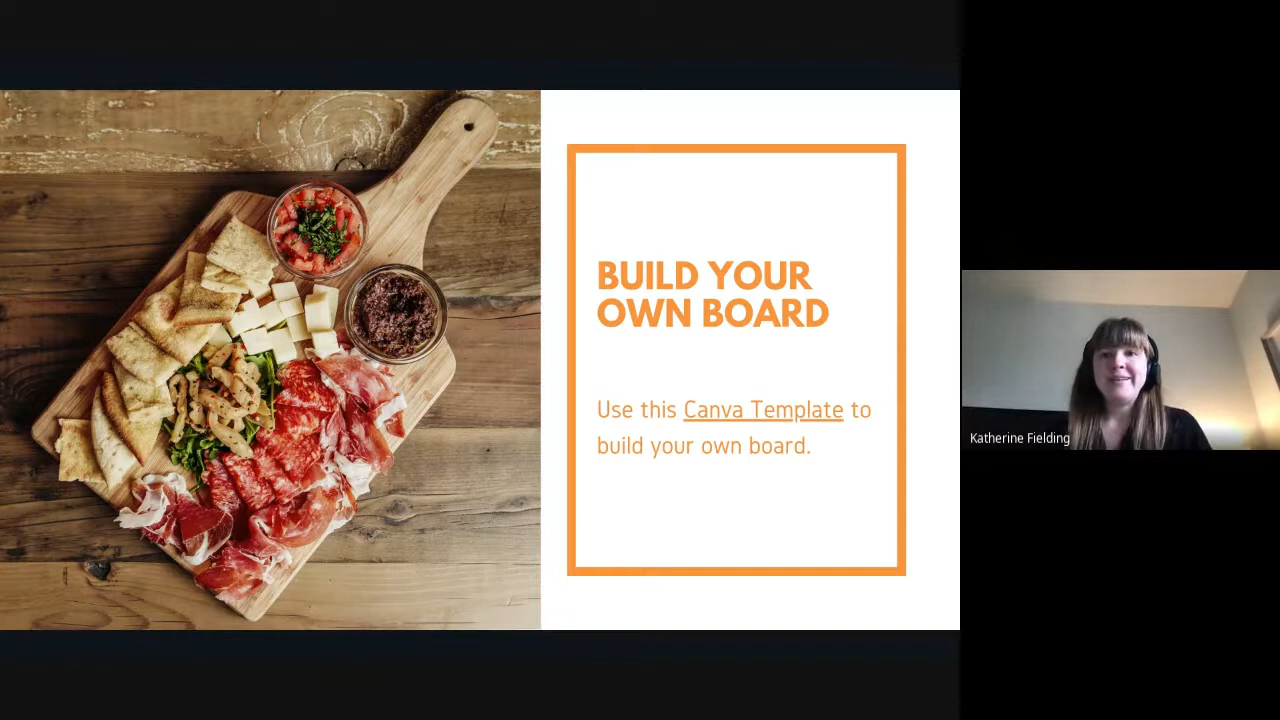 BUILD YOUR
OWN BOARD
Use this Canva Template to
build your own board.
Katherine Fielding